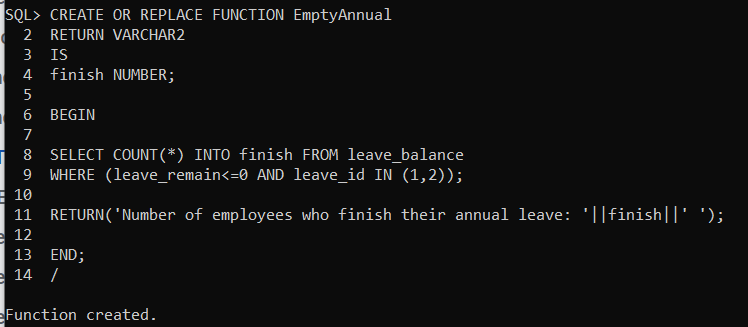 SQL> CREATE OR REPLACE FUNCTION EmptyAnnual
2 RETURN VARCHAR2
3 IS
4 finish NUMBER;
5
6 BEGIN
7
8 SELECT COUNT(*) INTO finish FROM leave_balance
9 WHERE (leave_remain<=0 AND leave_id IN (1,2));
10
11 RETURN('Number of employees who finish their annual leave: '||finish||' ');
12
13 END;
14 /
Function created.